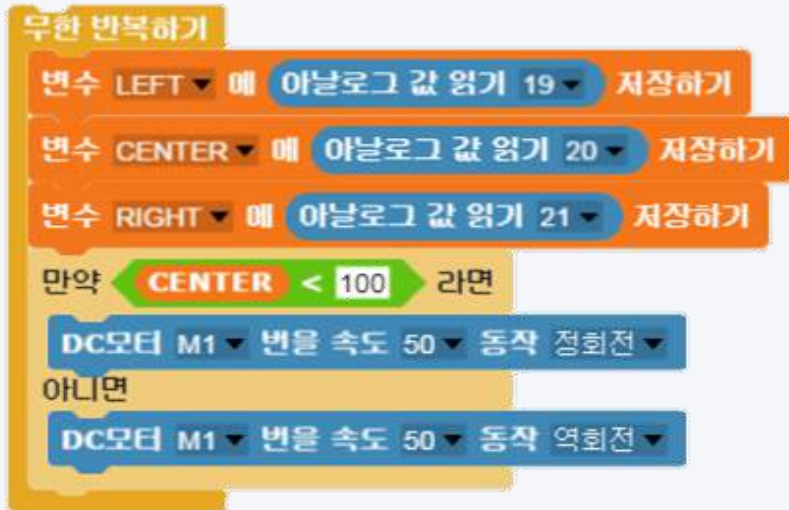 무한 반복하기
변수 LEFT 에 아날로그 값 읽기 19 저장하기
변수 CENTER 에 아날로그 값 읽기 20 저장하기
변수 RIGHT 에 아날로그 값 읽기 21 저장하기
만약 CENTER < 100 라면
DC모터 M1 번을 속도 50 동작 정회전
아니면
DC모터 M1 번을 속도 50 동작 역회전